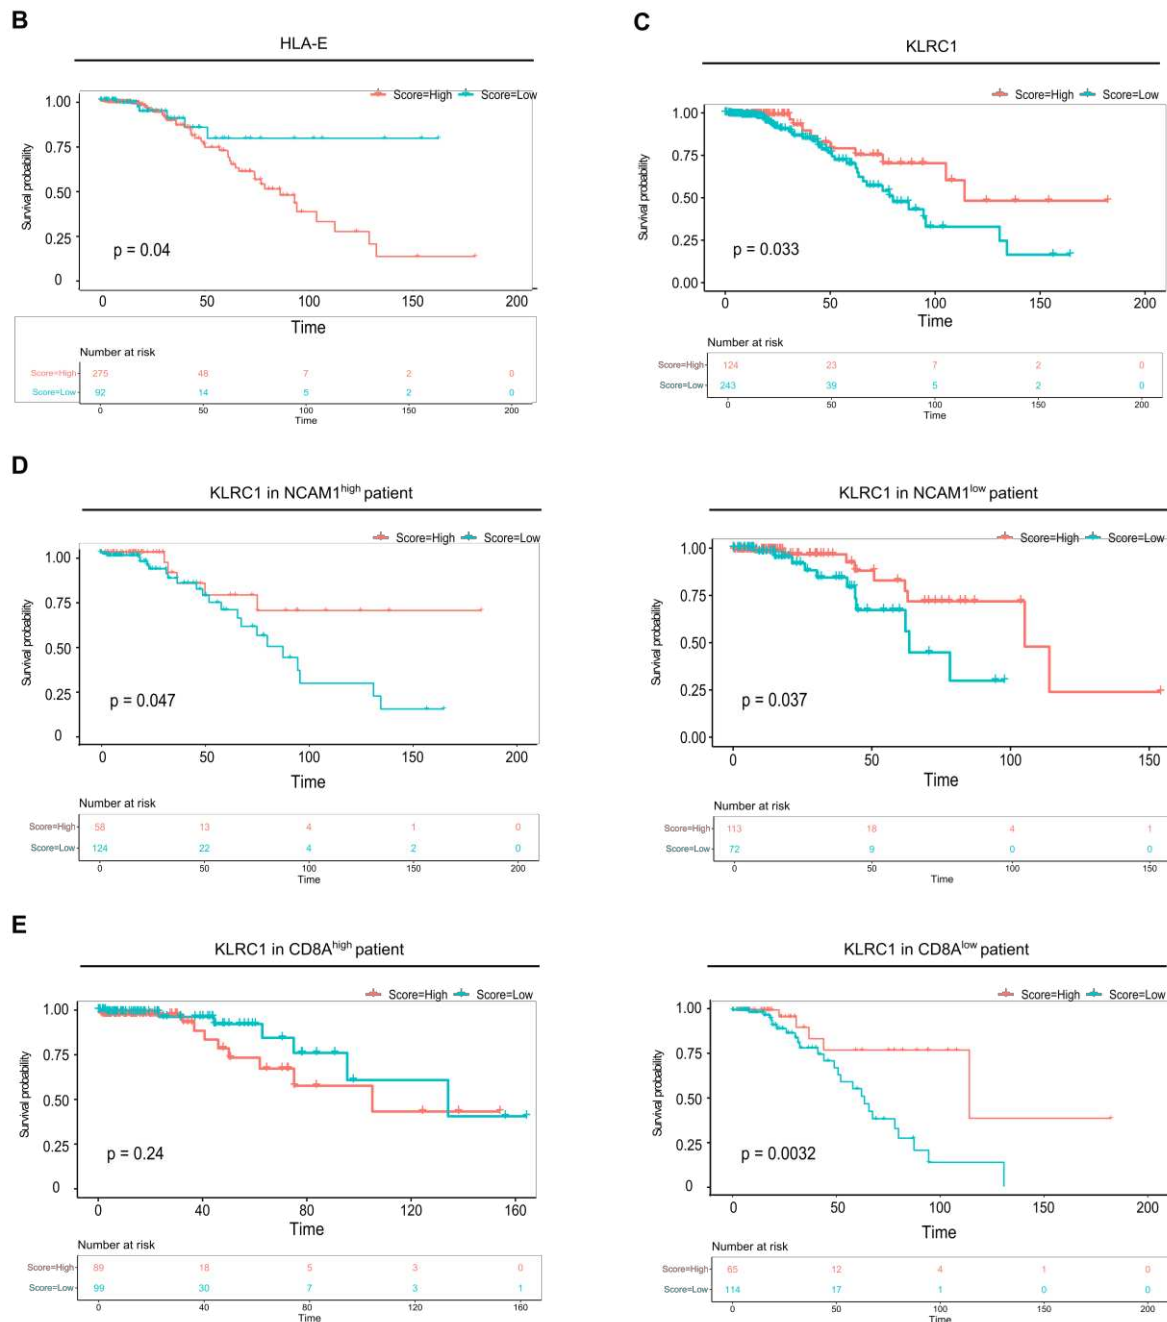 B
HLA-E
Score=High Score=Low
1.00
0.75
0.50
0.25
0
Survival probability
p = 0.04
0 50 100 150 200
Time
Number at risk
Score=High 275 48 7 2 0
Score=Low 92 14 5 2 0
0 50 100 150 200
Time
C
KLRC1
Score=High Score=Low
1.00
0.75
0.50
0.25
0.00
Survival probability
p = 0.033
0 50 100 150 200
Time
Number at risk
Score=High 124 23 7 2 0
Score=Low 243 39 5 2 0
0 50 100 150 200
Time
D
KLRC1 in NCAM1high patient
Score=High Score=Low
1.00
0.75
0.50
0.25
0
Survival probability
p = 0.047
0 50 100 150 200
Time
Number at risk
Score=High 58 13 4 1 0
Score=Low 124 22 4 2 0
0 50 100 150 200
Time
KLRC1 in NCAM1low patient
Score=High Score=Low
1.00
0.75
0.50
0.25
0.00
Survival probability
p = 0.037
0 50 100 150
Time
Number at risk
Score=High 113 18 4 1
Score=Low 72 9 0 0
0 50 100 150
Time
E
KLRC1 in CD8Ahigh patient
Score=High Score=Low
1.00
0.75
0.50
0.25
0
Survival probability
p = 0.24
0 40 80 120 160
Time
Number at risk
Score=High 89 18 5 3 0
Score=Low 99 30 7 3 1
0 40 80 120 160
Time
KLRC1 in CD8Alow patient
Score=High Score=Low
1.00
0.75
0.50
0.25
0
Survival probability
p = 0.0032
0 50 100 150 200
Time
Number at risk
Score=High 65 12 4 1 0
Score=Low 114 17 1 0 0
0 50 100 150 200
Time